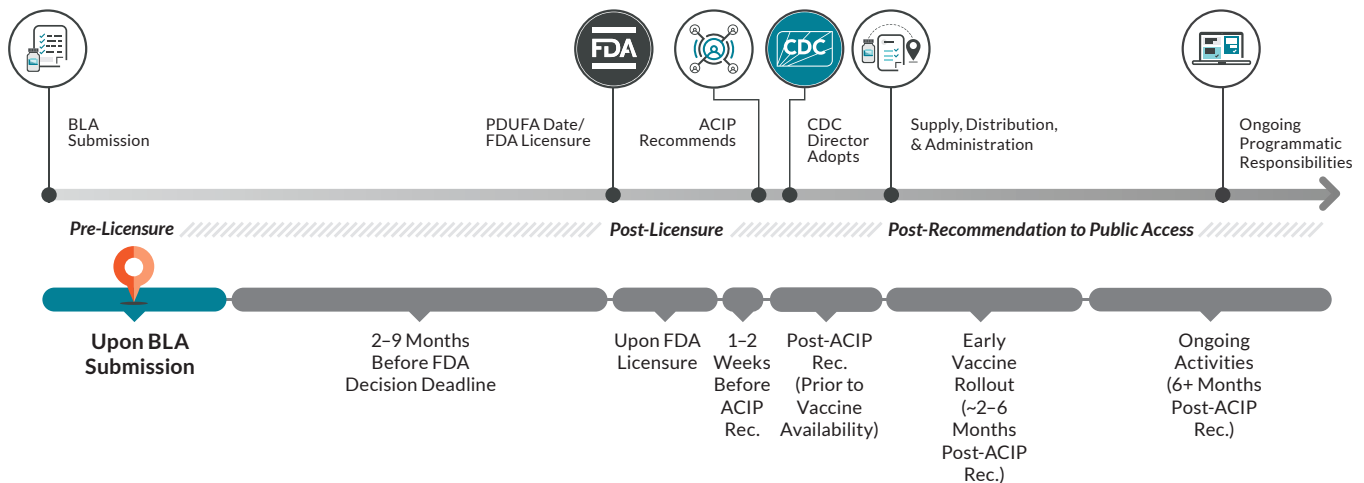 FDA
CDC
BLA
Submission
PDUFA Date/
FDA Licensure
ACIP
Recommends
CDC
Director
Adopts
Supply, Distribution,
& Administration
Ongoing
Programmatic
Responsibilities
Pre-Licensure
Post-Licensure
Post-Recommendation to Public Access
Upon BLA
Submission
2–9 Months
Before FDA
Decision Deadline
Upon FDA
Licensure
1–2
Weeks
Before
ACIP
Rec.
Post-ACIP
Rec.
(Prior to
Vaccine
Availability)
Early
Vaccine
Rollout
(~2–6
Months
Post-ACIP
Rec.)
Ongoing
Activities
(6+ Months
Post-ACIP
Rec.)